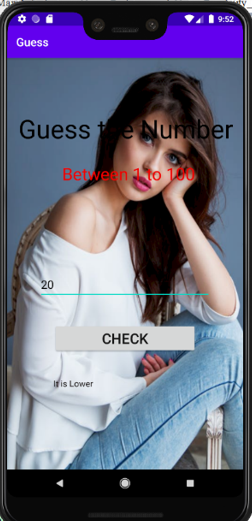 9:52
Guess
Guess the Number
Between 1 to 100
20
CHECK
It is Lower